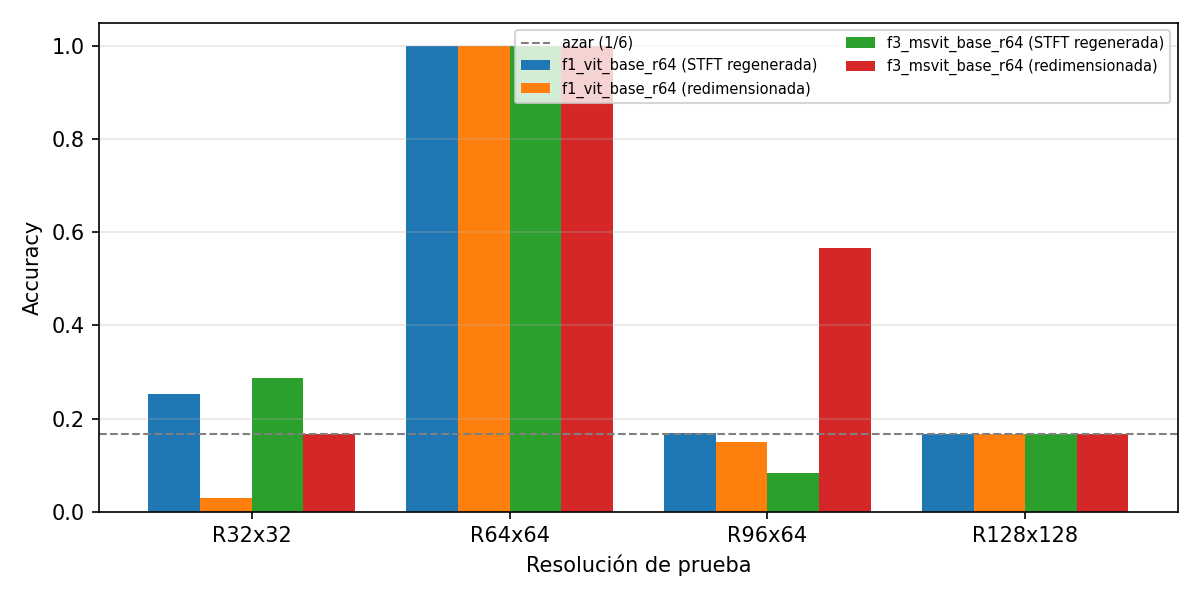 azar (1/6)
f1_vit_base_r64 (STFT regenerada)
f1_vit_base_r64 (redimensionada)
f3_msvit_base_r64 (STFT regenerada)
f3_msvit_base_r64 (redimensionada)
Accuracy
1.0
0.8
0.6
0.4
0.2
0.0
R32x32
R64x64
R96x64
R128x128
Resolución de prueba